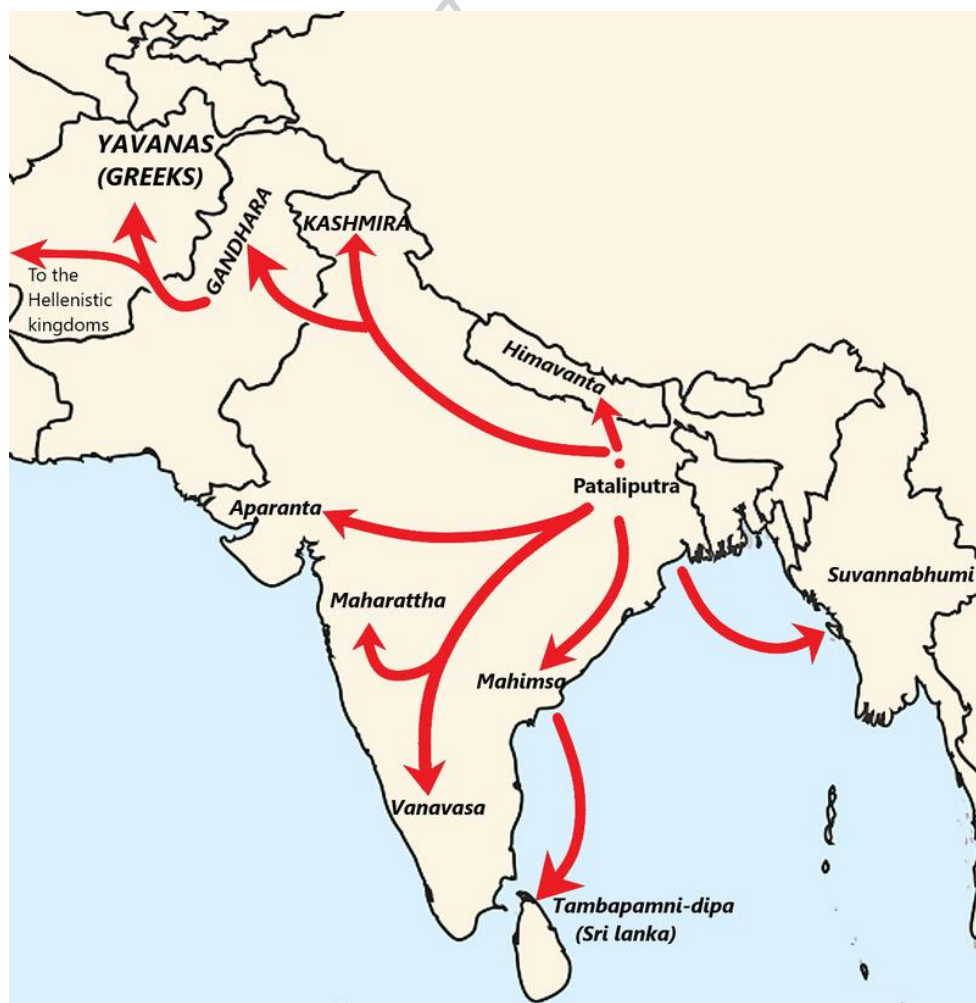 YAVANAS
(GREEKS)
GANDHARA
KASHMIRA
To the
Hellenistic
kingdoms
Himavanta
Pataliputra
Aparanta
Suvannabhumi
Maharattha
Mahimsa
Vanavasa
Tambapamni-dipa
(Sri lanka)